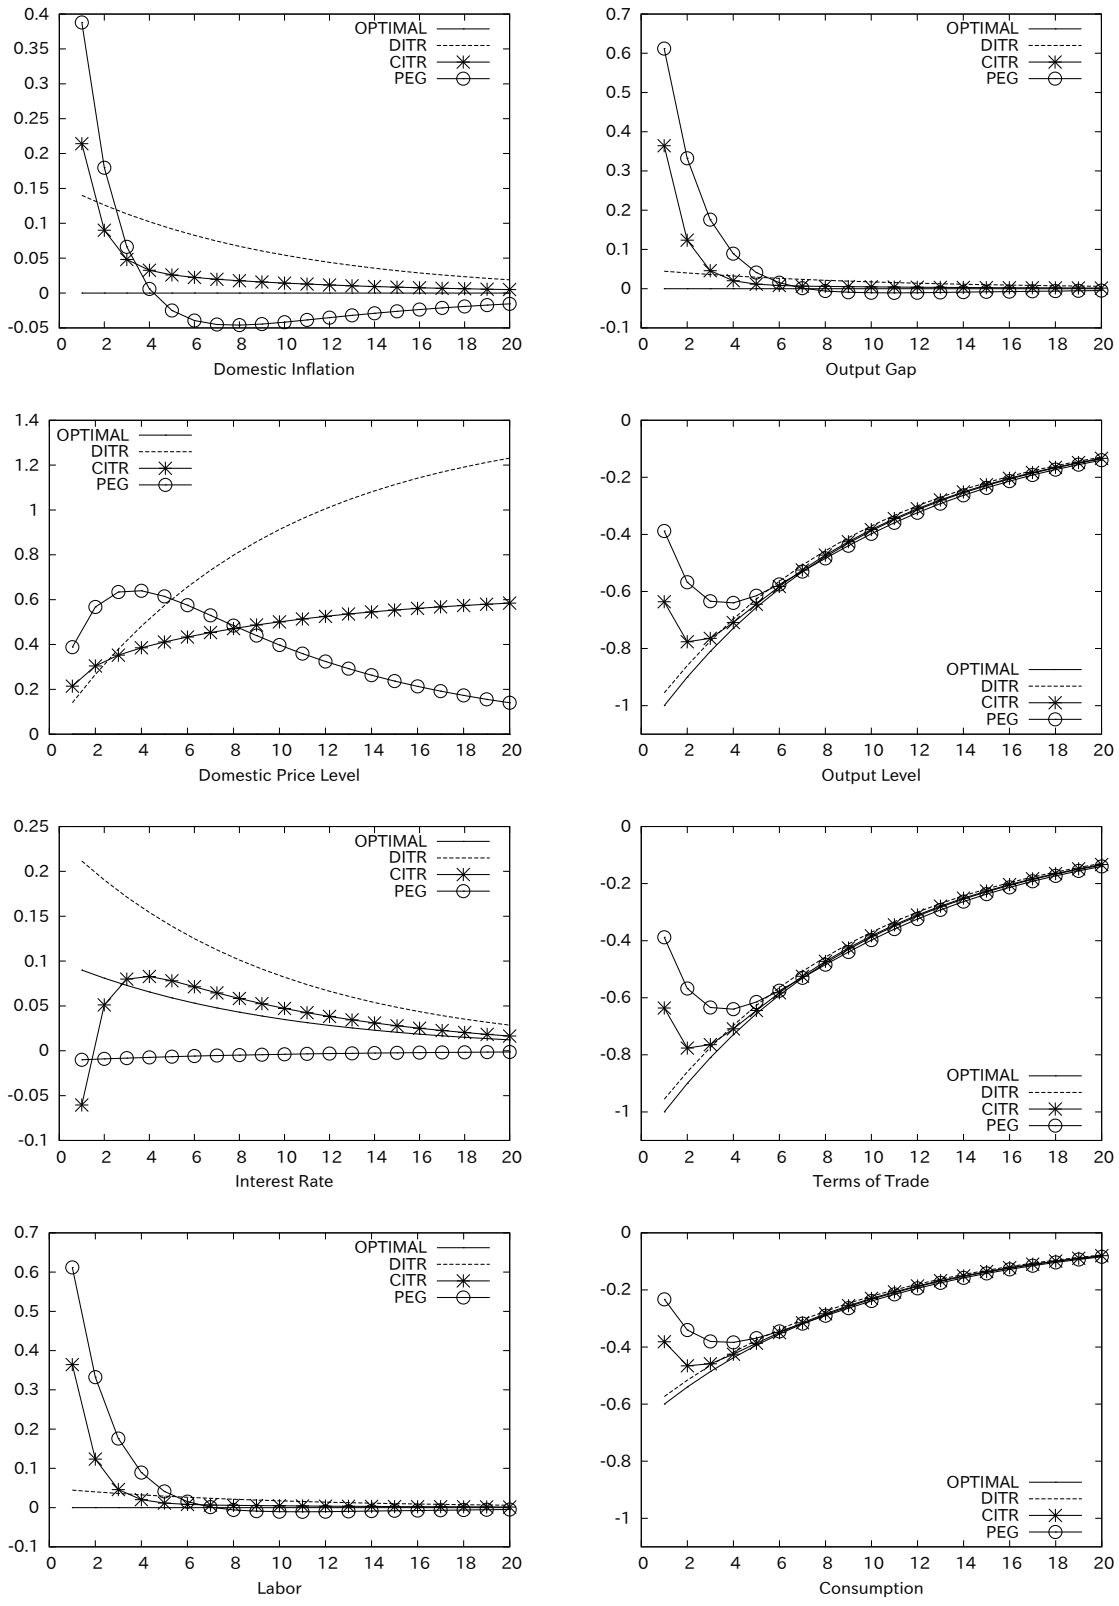 0.4
0.35
0.3
0.25
0.2
0.15
0.1
0.05
0
-0.05
OPTIMAL
DITR
CITR
PEG
0 2 4 6 8 10 12 14 16 18 20
Domestic Inflation
0.7
0.6
0.5
0.4
0.3
0.2
0.1
0
-0.1
OPTIMAL
DITR
CITR
PEG
0 2 4 6 8 10 12 14 16 18 20
Output Gap
1.4
1.2
1
0.8
0.6
0.4
0.2
0
OPTIMAL
DITR
CITR
PEG
0 2 4 6 8 10 12 14 16 18 20
Domestic Price Level
0
-0.2
-0.4
-0.6
-0.8
-1
OPTIMAL
DITR
CITR
PEG
0 2 4 6 8 10 12 14 16 18 20
Output Level
0.25
0.2
0.15
0.1
0.05
0
-0.05
-0.1
OPTIMAL
DITR
CITR
PEG
0 2 4 6 8 10 12 14 16 18 20
Interest Rate
0
-0.2
-0.4
-0.6
-0.8
-1
OPTIMAL
DITR
CITR
PEG
0 2 4 6 8 10 12 14 16 18 20
Terms of Trade
0.7
0.6
0.5
0.4
0.3
0.2
0.1
0
-0.1
OPTIMAL
DITR
CITR
PEG
0 2 4 6 8 10 12 14 16 18 20
Labor
0
-0.2
-0.4
-0.6
-0.8
-1
OPTIMAL
DITR
CITR
PEG
0 2 4 6 8 10 12 14 16 18 20
Consumption